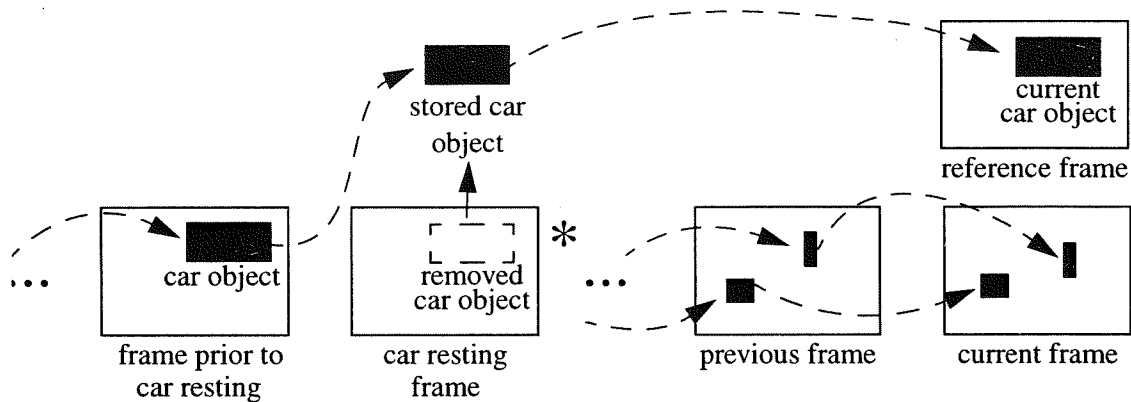 stored car
object
current
car object
reference frame
car object
removed
car object
*
...
...
frame prior to
car resting
car resting
frame
previous frame
current frame